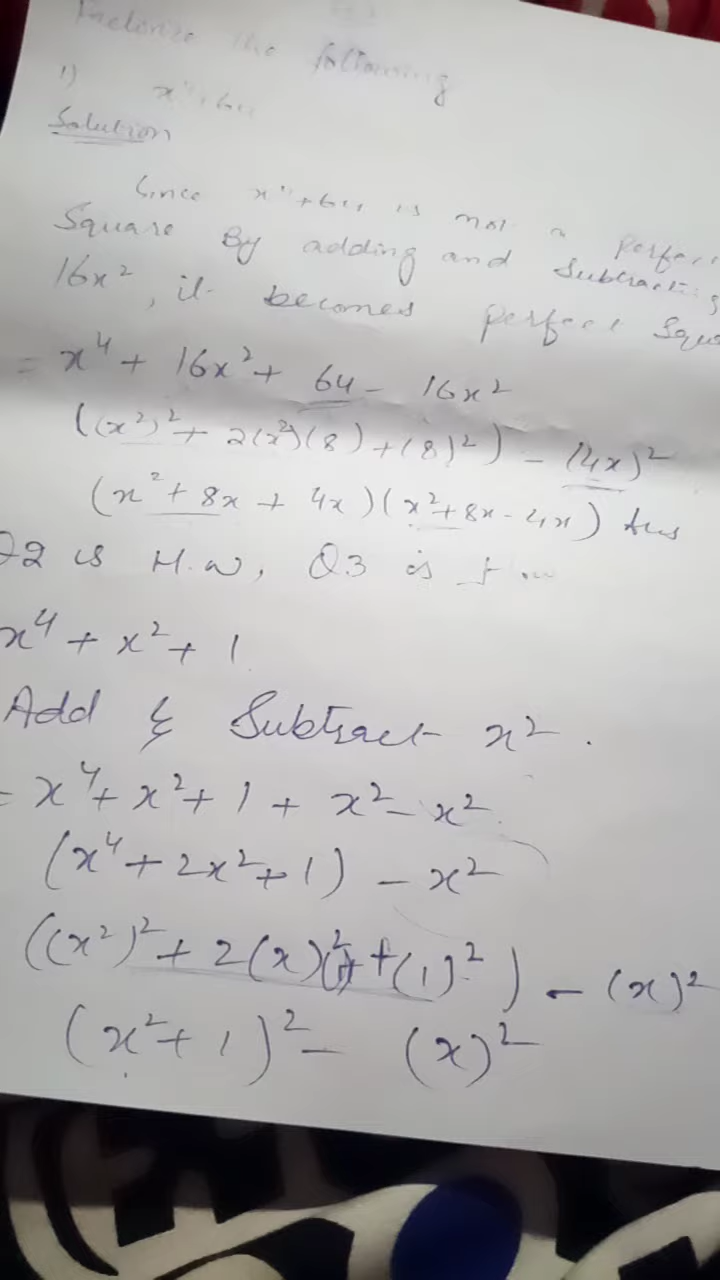 Factorize the following
1) x⁴+64
Solution
Since x⁴+64 is not a perfect
Square By adding and Subtracting
16x², it becomes perfect Squa
= x⁴ + 16x² + 64 - 16x²
((x²)² + 2(x²)(8) + (8)²) - (4x)²
(x² + 8x + 4x)(x² + 8x - 4x) Ans
Q2 is H.W, Q3 is
x⁴ + x² + 1
Add & Subtract x².
= x⁴ + x² + 1 + x² - x²
(x⁴ + 2x² + 1) - x²
((x²)² + 2(x)²(1) + (1)²) - (x)²
(x² + 1)² - (x)²